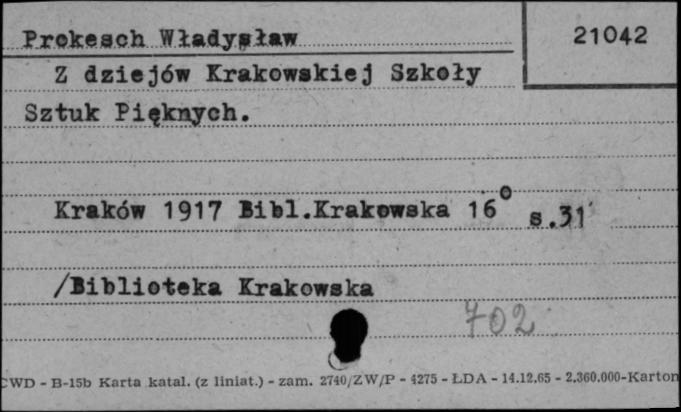 Prokesch Władysław
21042
Z dziejów Krakowskiej Szkoły
Sztuk Pięknych.
Kraków 1917 Bibl.Krakowska 16° s.31
/Biblioteka Krakowska
702
CWD - B-15b Karta katal. (z liniat.) - zam. 2740/ZW/P - 4275 - ŁDA - 14.12.65 - 2.360.000-Karton